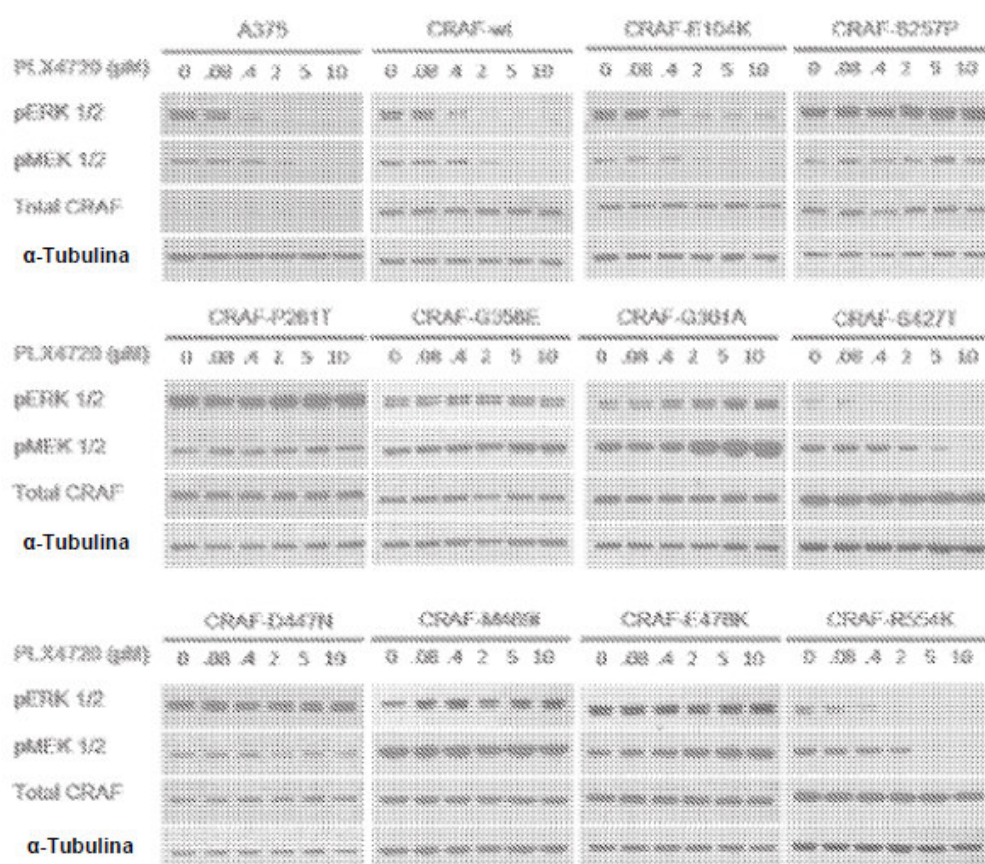 A375 CRAF-wt CRAF-E104K CRAF-S257P
PLX4720 (µM) 0 .08 .4 2 5 10 0 .08 .4 2 5 10 0 .08 .4 2 5 10 0 .08 .4 2 5 10
pERK 1/2
pMEK 1/2
Total CRAF
α-Tubulina
CRAF-P261T CRAF-G356E CRAF-G361A CRAF-S427T
PLX4720 (µM) 0 .08 .4 2 5 10 0 .08 .4 2 5 10 0 .08 .4 2 5 10 0 .08 .4 2 5 10
pERK 1/2
pMEK 1/2
Total CRAF
α-Tubulina
CRAF-D447N CRAF-M469I CRAF-E478K CRAF-R554K
PLX4720 (µM) 0 .08 .4 2 5 10 0 .08 .4 2 5 10 0 .08 .4 2 5 10 0 .08 .4 2 5 10
pERK 1/2
pMEK 1/2
Total CRAF
α-Tubulina